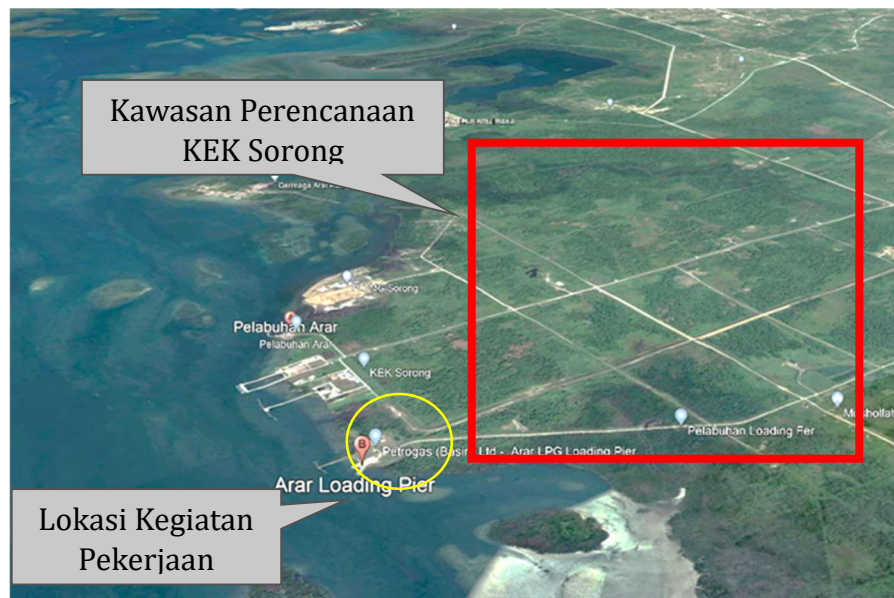 Kawasan Perencanaan
KEK Sorong
Pelabuhan Arar
Pelabuhan Arar
KEK Sorong
Pelabuhan Loading Fer
B
Petrogas (Basin) Ltd - Arar LPG Loading Pier
Arar Loading Pier
Lokasi Kegiatan
Pekerjaan